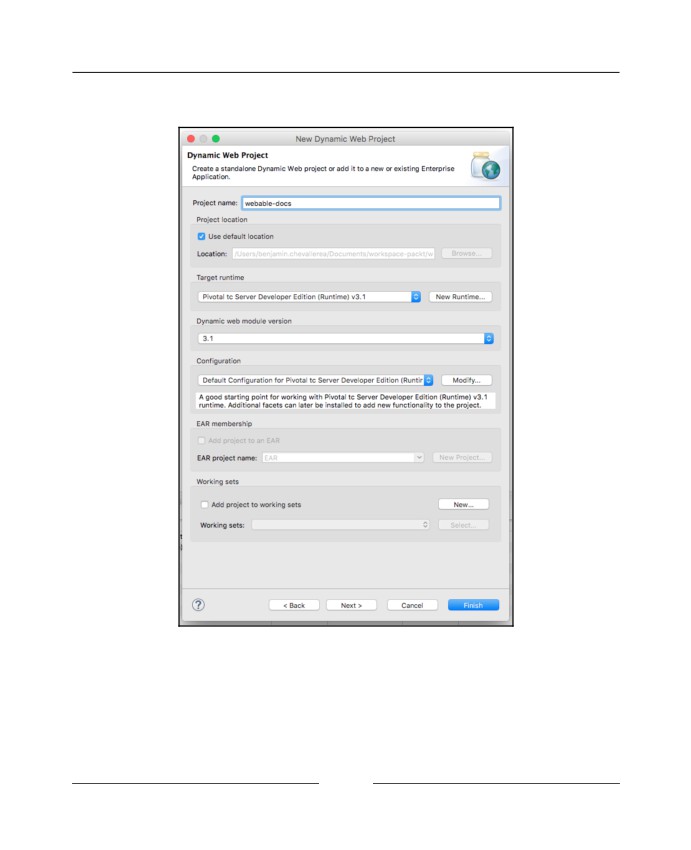 New Dynamic Web Project
Dynamic Web Project
Create a standalone Dynamic Web project or add it to a new or existing Enterprise
Application.
Project name: webable-docs
Project location
Use default location
Location: /Users/benjamin.chevallerea/Documents/workspace-packt/w Browse...
Target runtime
Pivotal tc Server Developer Edition (Runtime) v3.1 New Runtime...
Dynamic web module version
3.1
Configuration
Default Configuration for Pivotal tc Server Developer Edition (Runtir Modify...
A good starting point for working with Pivotal tc Server Developer Edition (Runtime) v3.1
runtime. Additional facets can later be installed to add new functionality to the project.
EAR membership
Add project to an EAR
EAR project name: EAR New Project...
Working sets
Add project to working sets New...
Working sets: Select...
? < Back Next > Cancel Finish